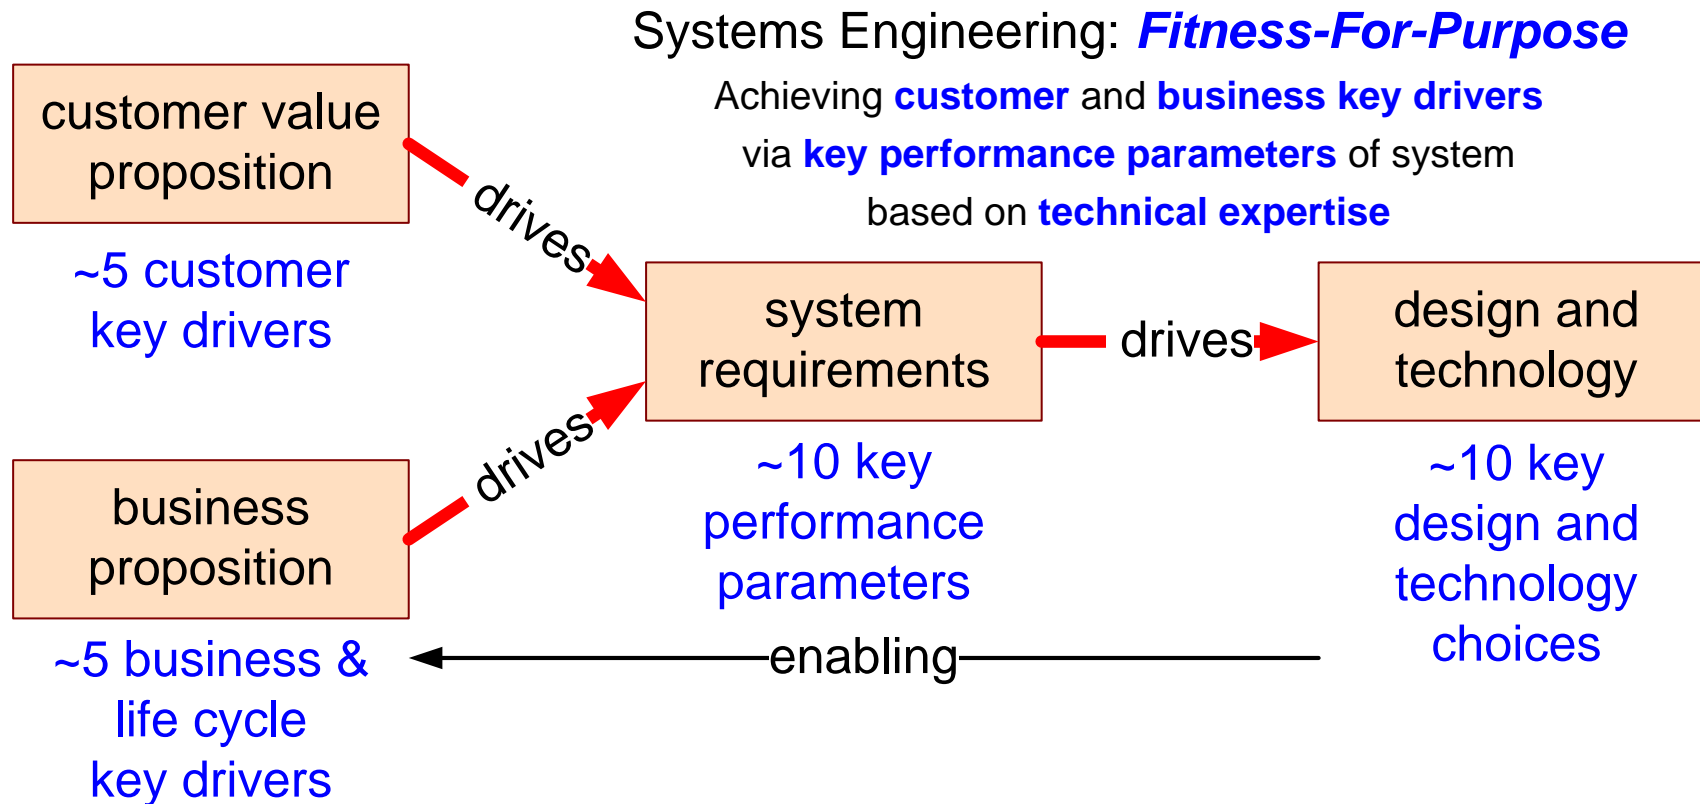 Systems Engineering: Fitness-For-Purpose
Achieving customer and business key drivers
via key performance parameters of system
based on technical expertise
customer value
proposition
~5 customer
key drivers
drives
business
proposition
~5 business &
life cycle
key drivers
drives
system
requirements
~10 key
performance
parameters
drives
design and
technology
~10 key
design and
technology
choices
enabling